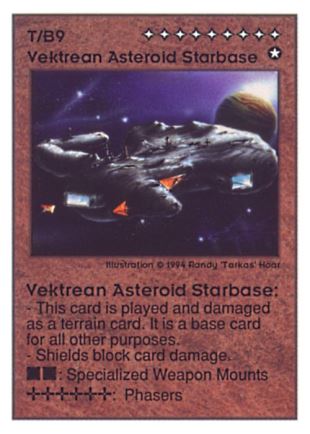 T/B9
Vektrean Asteroid Starbase
Illustration © 1994 Randy 'Tarkas' Hoar
Vektrean Asteroid Starbase:
- This card is played and damaged
as a terrain card. It is a base card
for all other purposes.
- Shields block card damage.
: Specialized Weapon Mounts
: Phasers